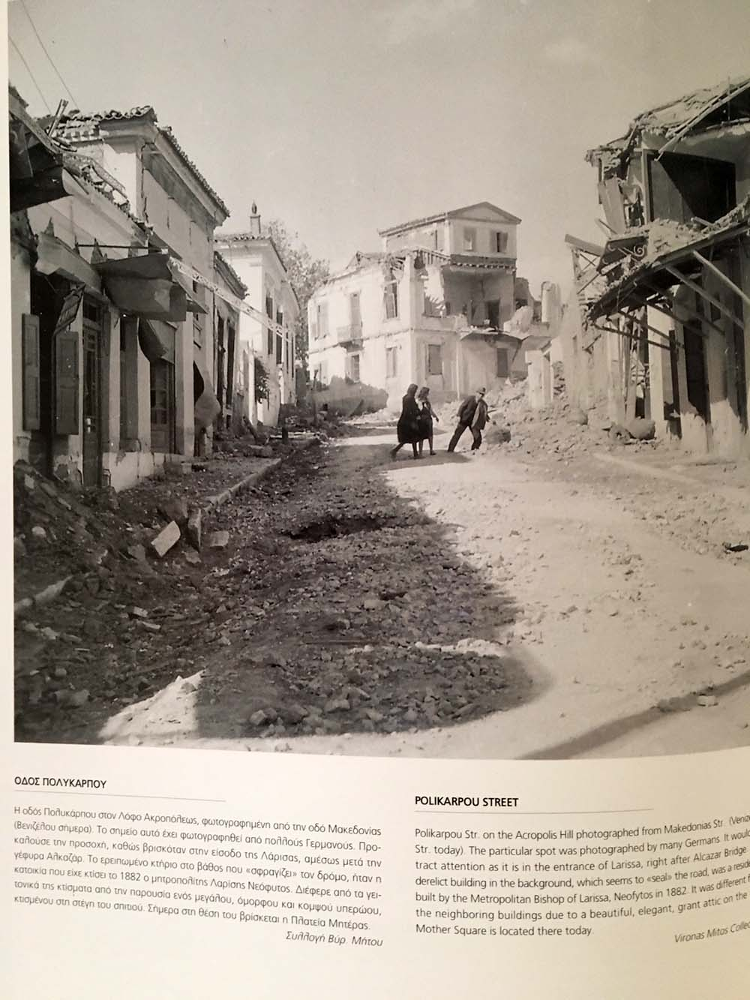 ΟΔΟΣ ΠΟΛΥΚΑΡΠΟΥ
Η οδός Πολυκάρπου στον Λόφο Ακροπόλεως, φωτογραφημένη από την οδό Μακεδονίας
(Βενιζέλου σήμερα). Το σημείο αυτό έχει φωτογραφηθεί από πολλούς Γερμανούς. Προ-
καλούσε την προσοχή, καθώς βρισκόταν στην είσοδο της Λάρισας, αμέσως μετά την
γέφυρα Αλκαζάρ. Το ερειπωμένο κτήριο στο βάθος που «σφραγίζει» τον δρόμο, ήταν η
κατοικία που είχε κτίσει το 1882 ο μητροπολίτης Λαρίσης Νεόφυτος. Διέφερε από τα γει-
τονικά της κτίσματα από την παρουσία ενός μεγάλου, όμορφου και κομψού υπερώου,
κτισμένου στη στέγη του σπιτιού. Σήμερα στη θέση του βρίσκεται η Πλατεία Μητέρας.
Συλλογή Βύρ. Μήτου
POLIKARPOU STREET
Polikarpou Str. on the Acropolis Hill photographed from Makedonias Str. (Venize
Str. today). The particular spot was photographed by many Germans. It would
tract attention as it is in the entrance of Larissa, right after Alcazar Bridge.
derelict building in the background, which seems to «seal» the road, was a reside
built by the Metropolitan Bishop of Larissa, Neofytos in 1882. It was different f
the neighboring buildings due to a beautiful, elegant, grant attic on the
Mother Square is located there today.
Vironas Mitos Collec